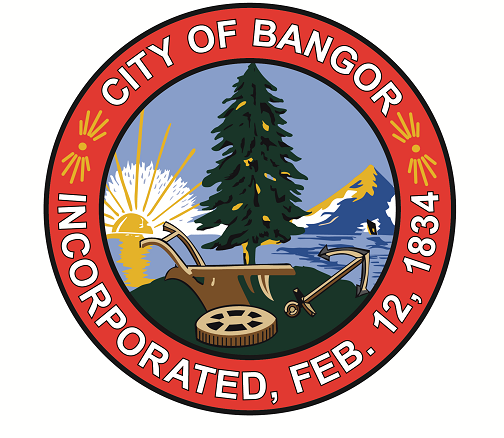 CITY OF BANGOR
INCORPORATED, FEB. 12, 1834